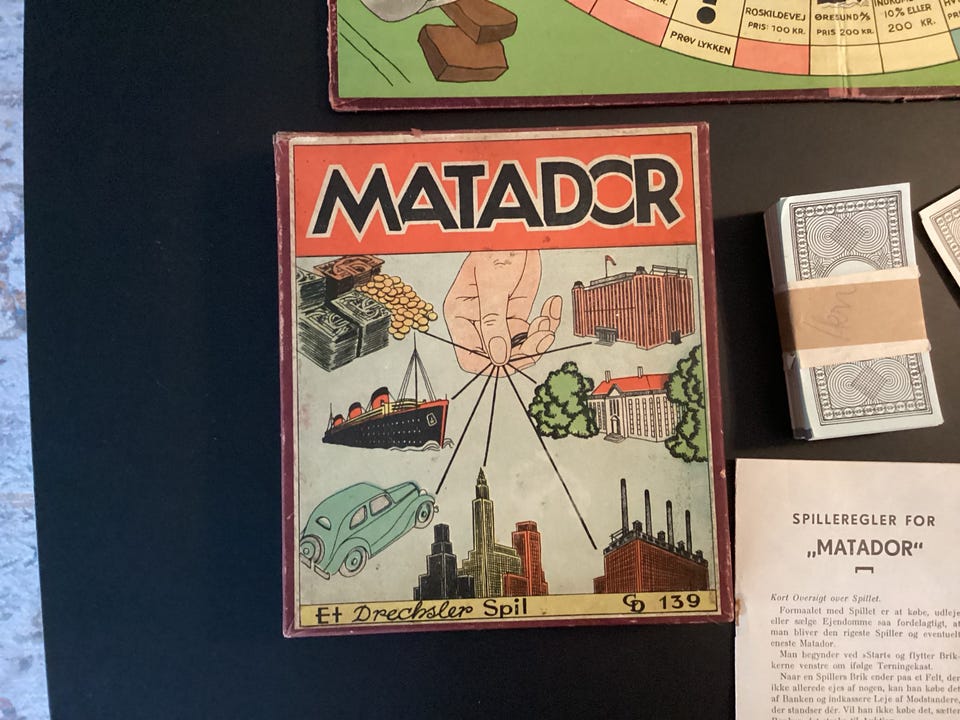 PRØV LYKKEN
ROSKILDEVEJ
PRIS: 100 KR.
ØRESUND A/S
PRIS 200 KR.
10% ELLER
200 KR.
MATADOR
Et Drechsler Spil
CD 139
1 kr
SPILLEREGLER FOR
„MATADOR“
Kort Oversigt over Spillet.
Formaalet med Spillet er at købe, udleje
eller sælge Ejendomme saa fordelagtigt, at
man bliver den rigeste Spiller og eventuelt
eneste Matador.
Man begynder ved »Start« og flytter Brik-
kerne venstre om ifølge Terningekast.
Naar en Spillers Brik ender paa et Felt, der
ikke allerede ejes af nogen, kan han købe det
af Banken og indkassere Leje af Modstandere,
der standser dér. Vil han ikke købe det, sætter